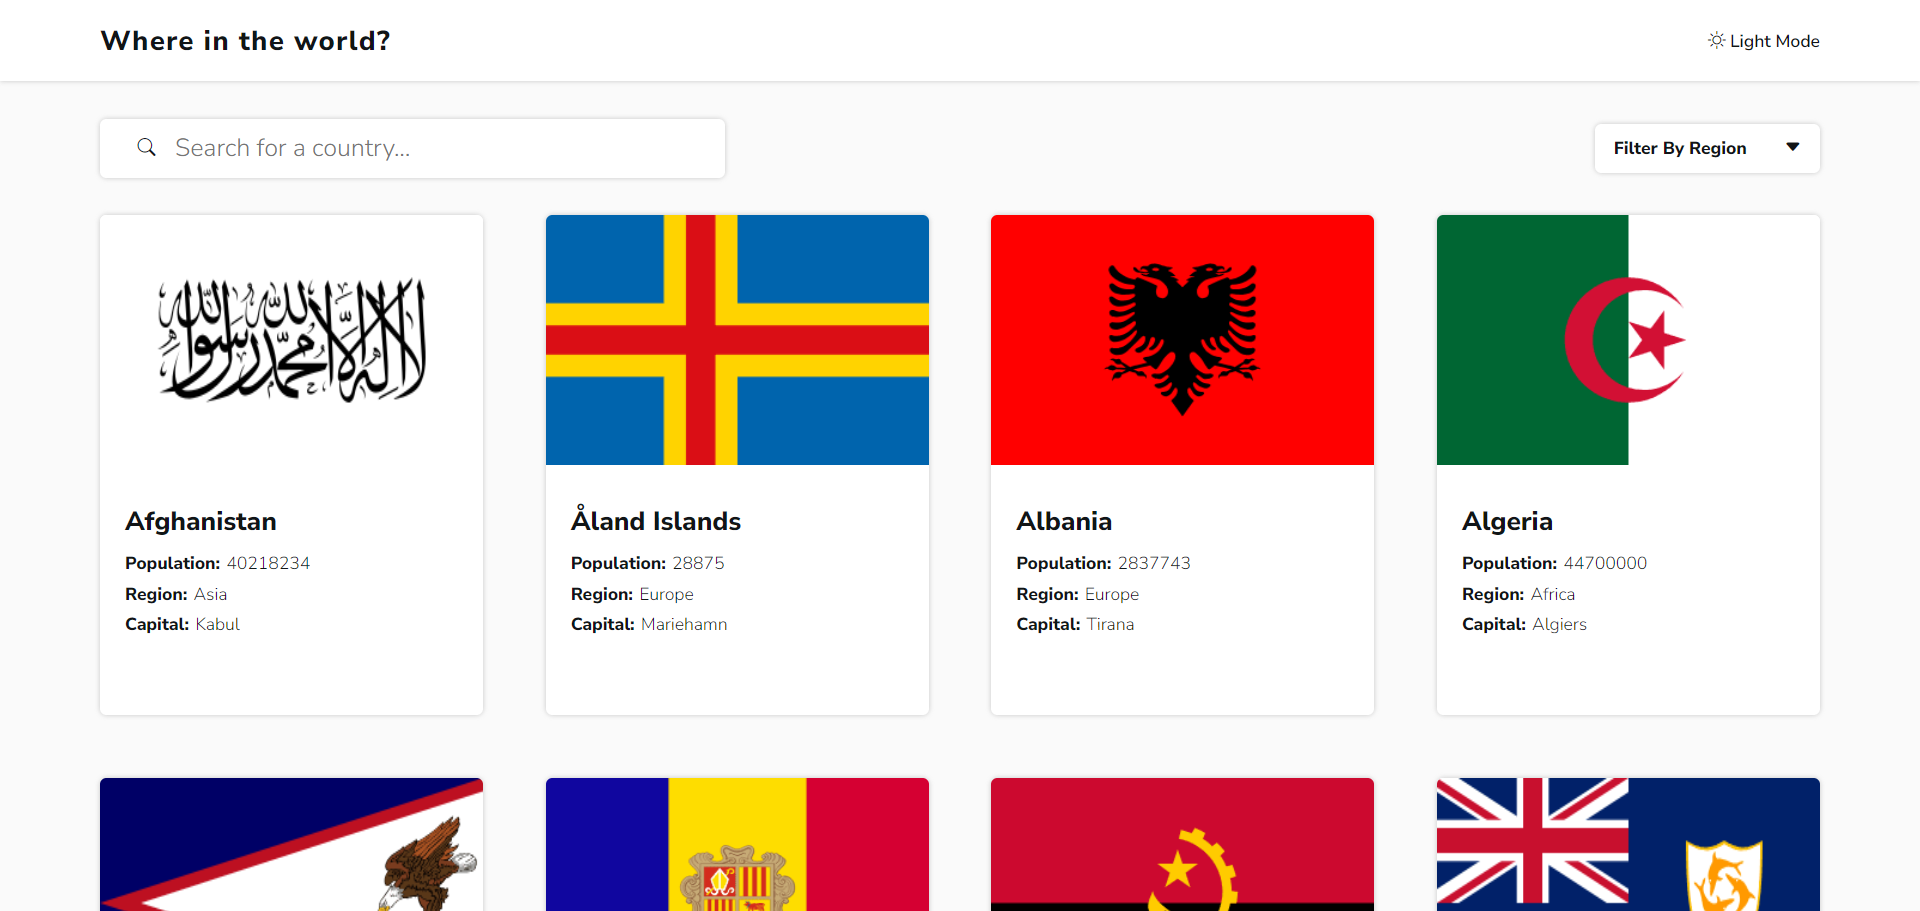 Where in the world?
Light Mode
Search for a country...
Filter By Region
لا إله إلا الله محمد رسول الله
Afghanistan
Population: 40218234
Region: Asia
Capital: Kabul
Åland Islands
Population: 28875
Region: Europe
Capital: Mariehamn
Albania
Population: 2837743
Region: Europe
Capital: Tirana
Algeria
Population: 44700000
Region: Africa
Capital: Algiers